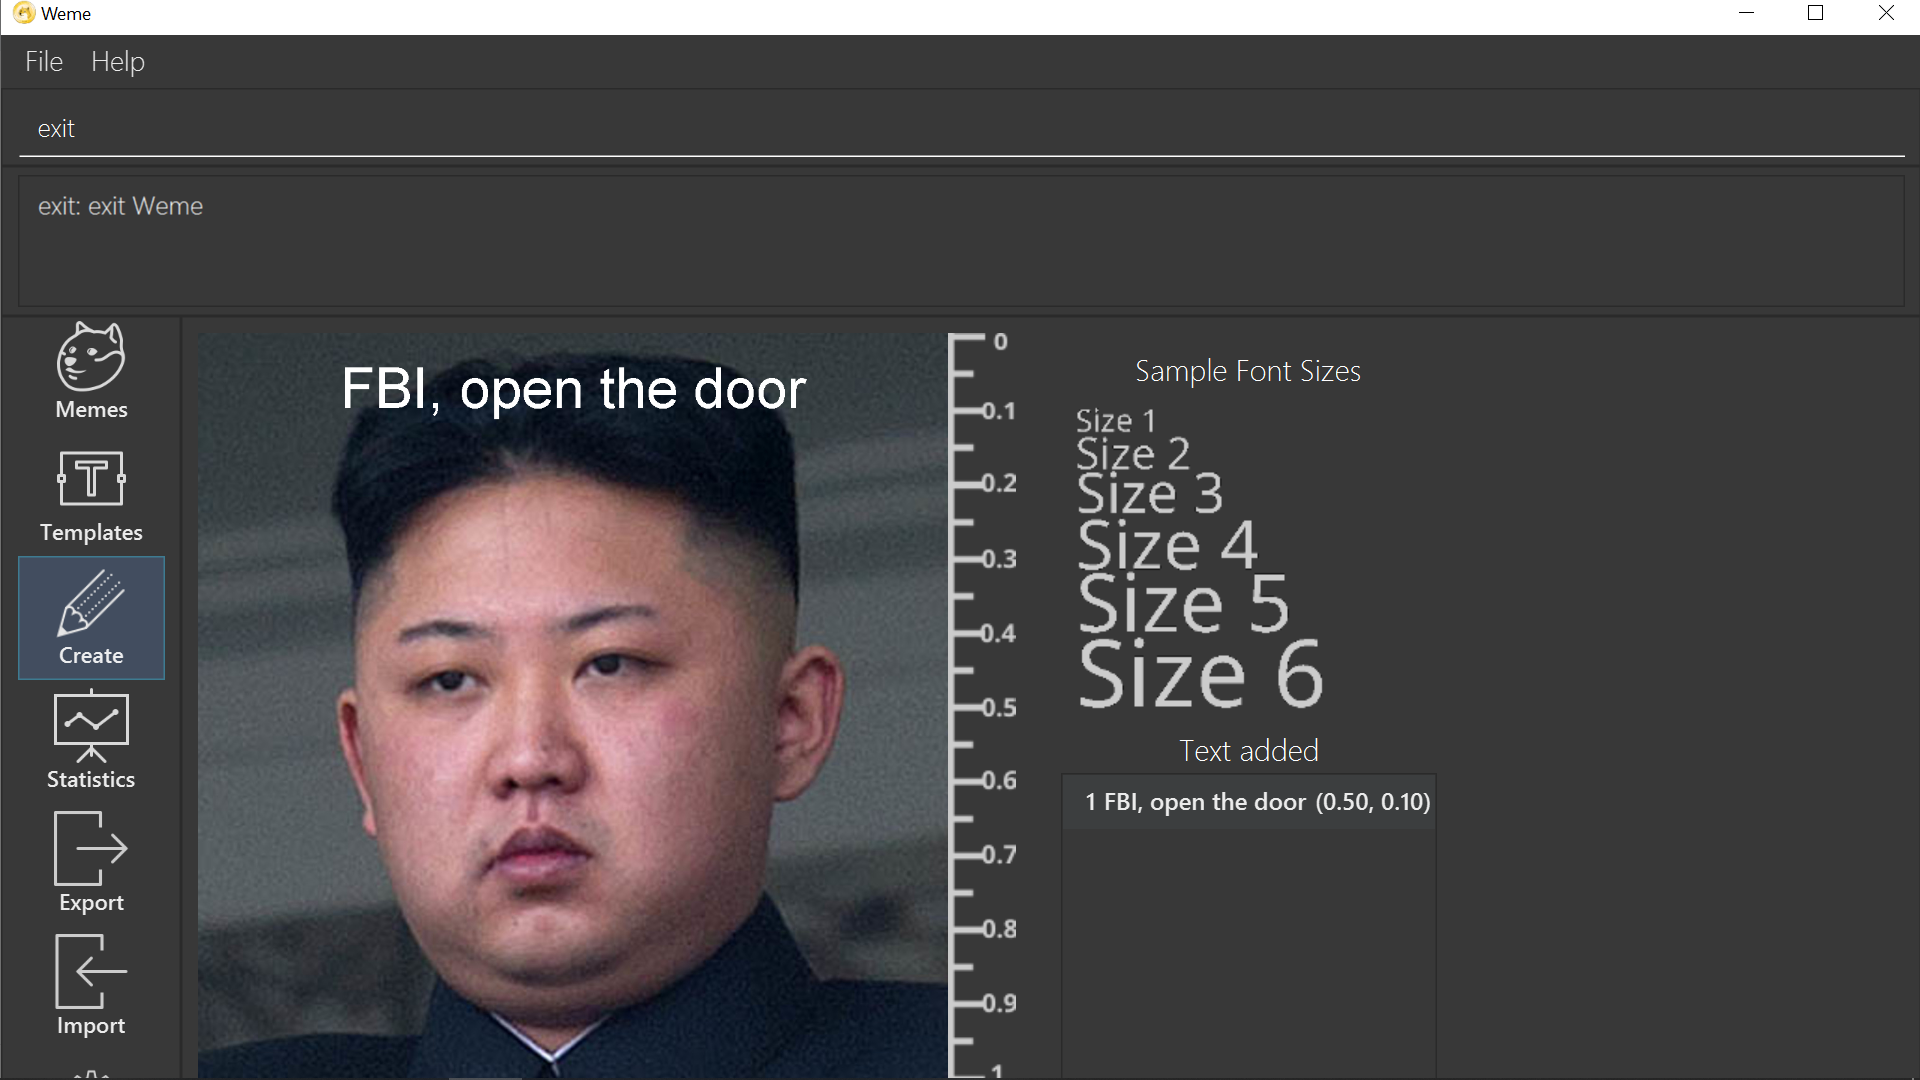 Weme
File Help
exit
exit: exit Weme
Memes
Templates
Create
Statistics
Export
Import
FBI, open the door
0
0.1
0.2
0.3
0.4
0.5
0.6
0.7
0.8
0.9
1
Sample Font Sizes
Size 1
Size 2
Size 3
Size 4
Size 5
Size 6
Text added
1 FBI, open the door (0.50, 0.10)